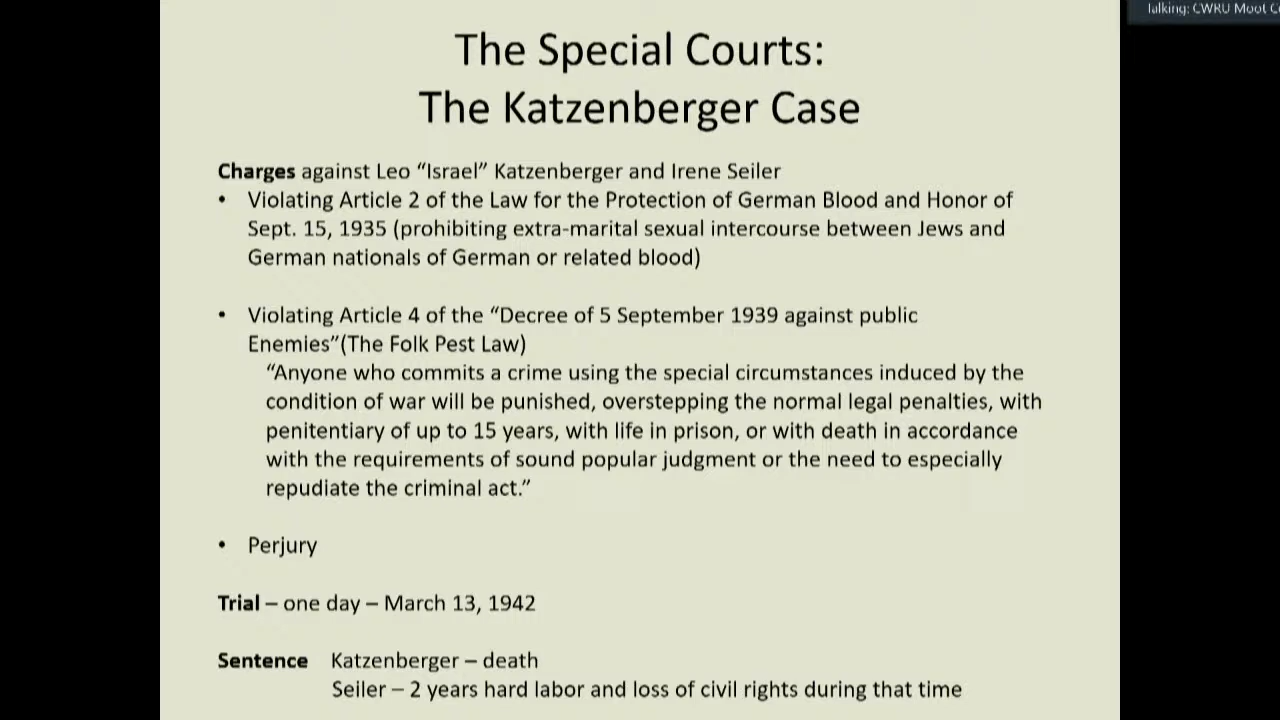 Talking: CWRU Moot C
The Special Courts:
The Katzenberger Case
Charges against Leo “Israel” Katzenberger and Irene Seiler
• Violating Article 2 of the Law for the Protection of German Blood and Honor of
Sept. 15, 1935 (prohibiting extra-marital sexual intercourse between Jews and
German nationals of German or related blood)
• Violating Article 4 of the “Decree of 5 September 1939 against public
Enemies”(The Folk Pest Law)
“Anyone who commits a crime using the special circumstances induced by the
condition of war will be punished, overstepping the normal legal penalties, with
penitentiary of up to 15 years, with life in prison, or with death in accordance
with the requirements of sound popular judgment or the need to especially
repudiate the criminal act.”
• Perjury
Trial – one day – March 13, 1942
Sentence Katzenberger – death
Seiler – 2 years hard labor and loss of civil rights during that time